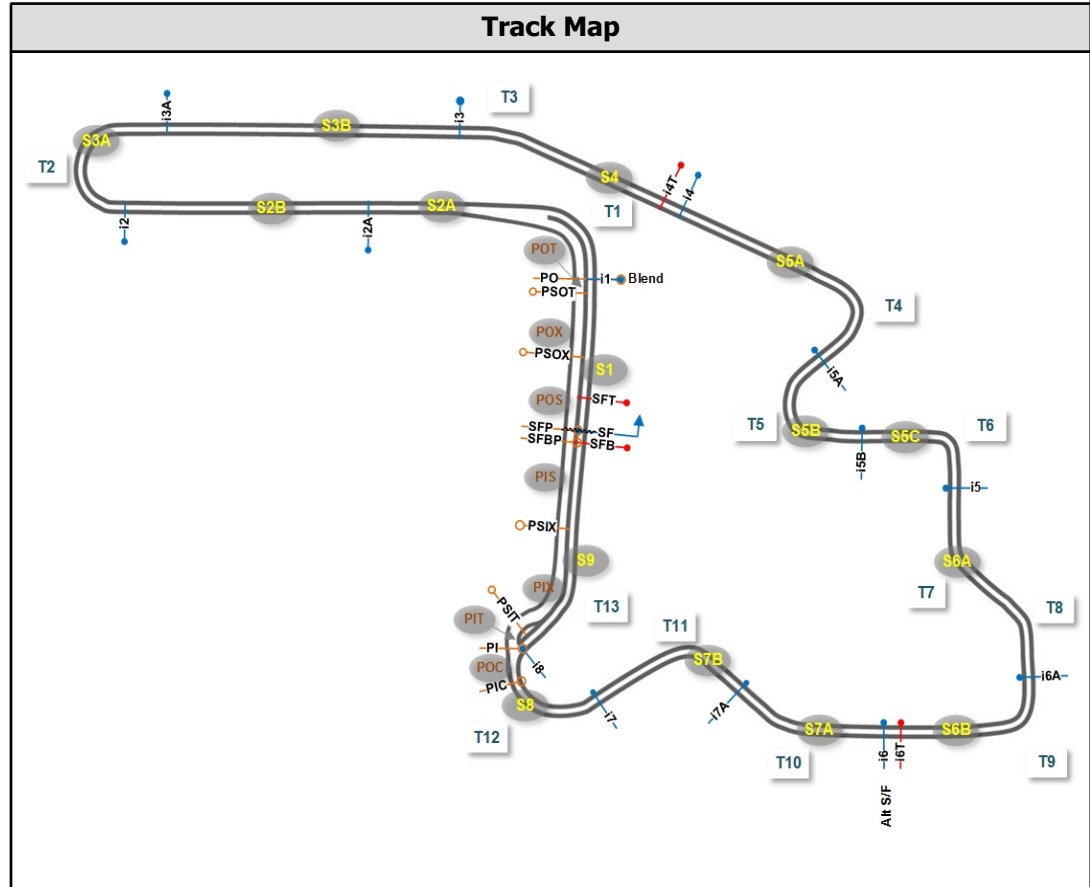 Track Map
i3A
S3B
i3
T3
S3A
T2
S4
i4T
i4
T1
i2
S2B
i2A
S2A
POT
PO
i1
Blend
PSOT
S5A
T4
POX
PSOX
S1
i5A
POS
SFT
SFP
SF
SFBP
SFB
T5
S5B
i5B
S5C
T6
PIS
i5
PSIX
S9
S6A
PIX
T7
PSIT
T13
T8
PIT
T11
PI
i8
POC
S7B
i6A
PIC
i7A
S8
i7
T12
S7A
i6
i6T
S6B
T10
T9
Alt S/F